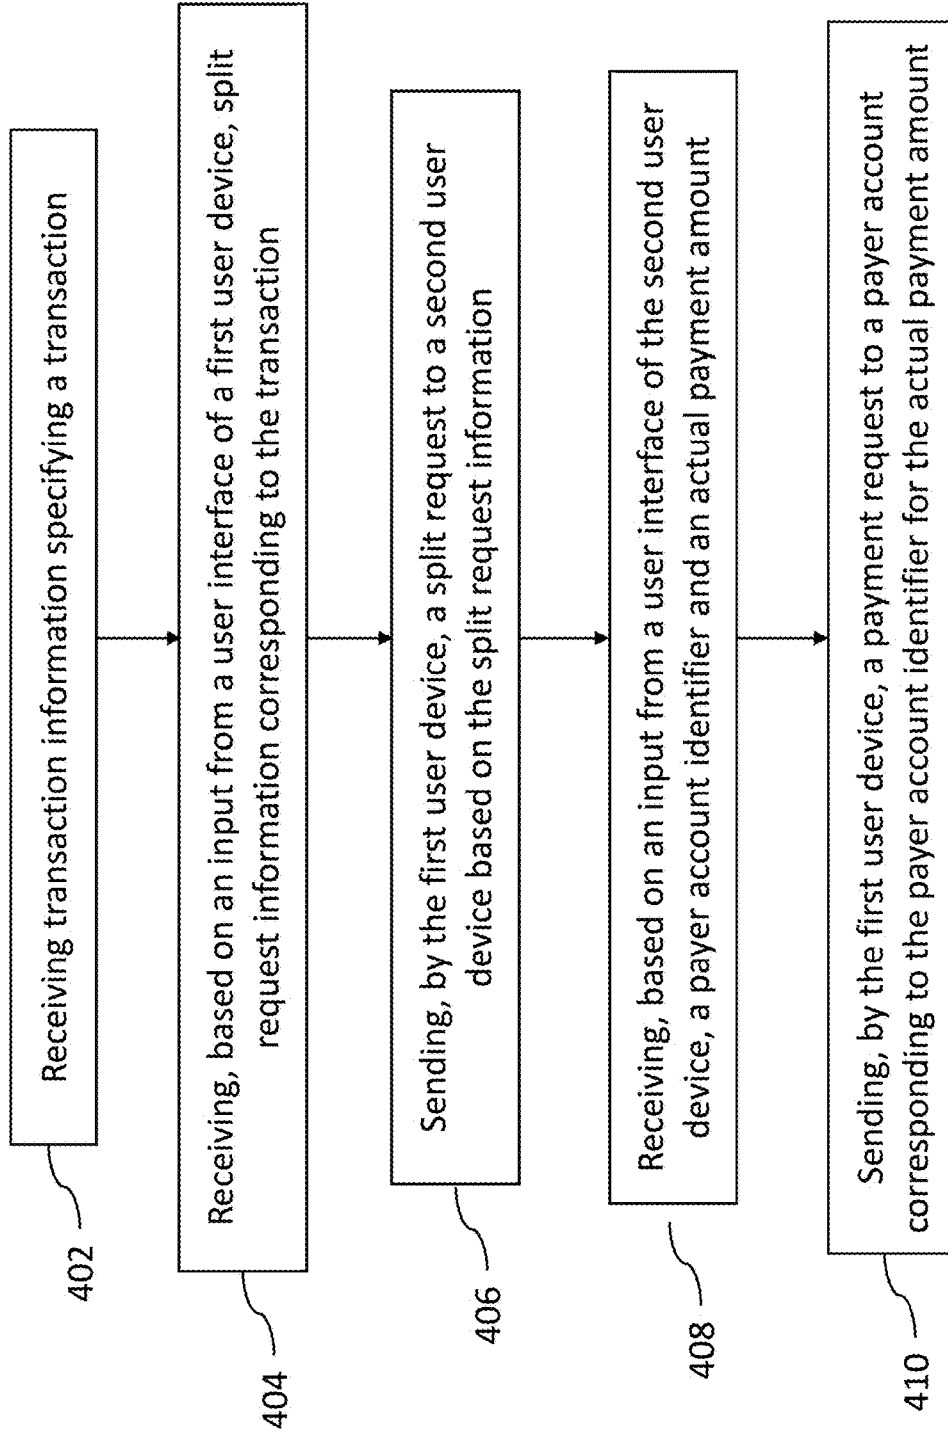 402
Receiving transaction information specifying a transaction
404
Receiving, based on an input from a user interface of a first user device, split
request information corresponding to the transaction
406
Sending, by the first user device, a split request to a second user
device based on the split request information
408
Receiving, based on an input from a user interface of the second user
device, a payer account identifier and an actual payment amount
410
Sending, by the first user device, a payment request to a payer account
corresponding to the payer account identifier for the actual payment amount